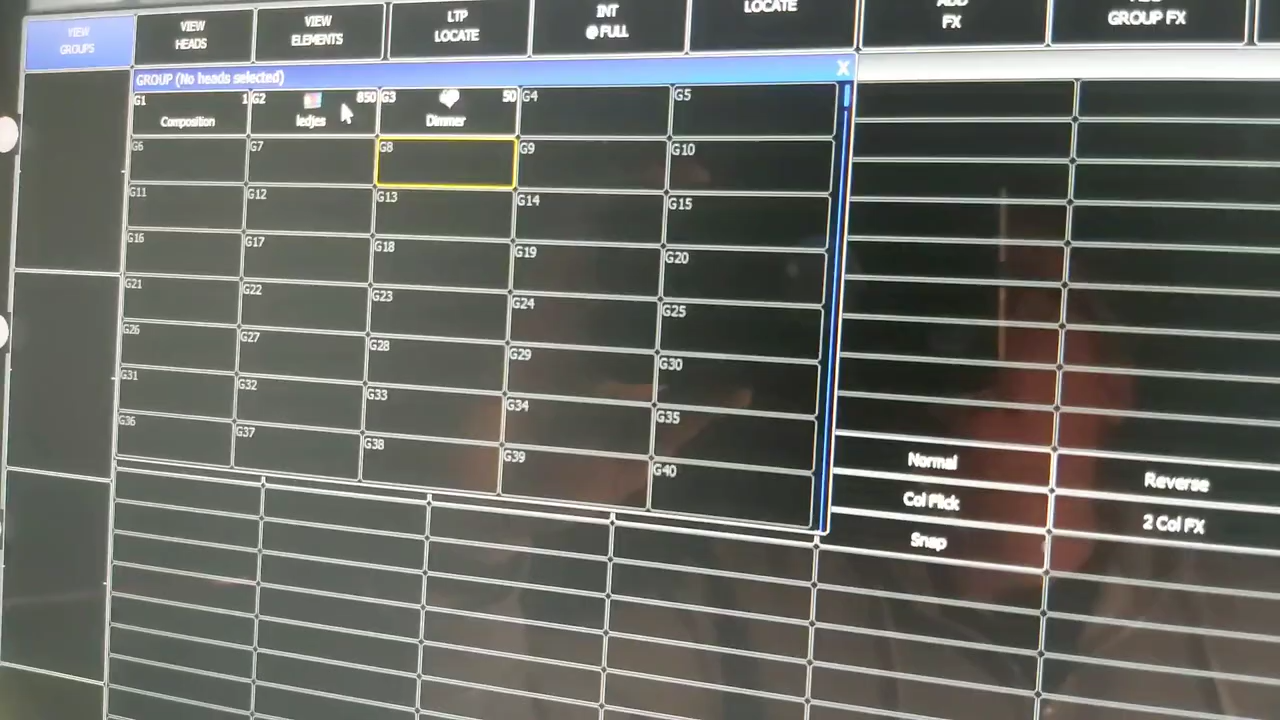 VIEW
GROUPS
VIEW
HEADS
VIEW
ELEMENTS
LTP
LOCATE
INT
@ FULL
LOCATE
FX
GROUP FX
GROUP (No heads selected)
X
G1 1
Composition
G2 850
ledjes
G3 50
Dimmer
G4
G5
G6
G7
G8
G9
G10
G11
G12
G13
G14
G15
G16
G17
G18
G19
G20
G21
G22
G23
G24
G25
G26
G27
G28
G29
G30
G31
G32
G33
G34
G35
G36
G37
G38
G39
G40
Normal
Reverse
Col Flick
2 Col FX
Snap